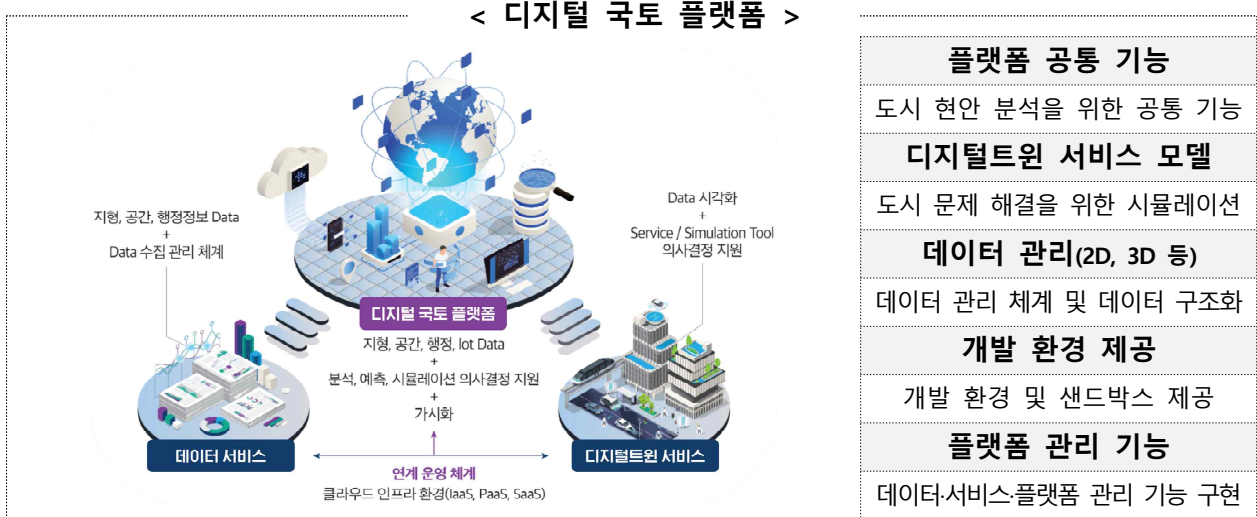 < 디지털 국토 플랫폼 >
지형, 공간, 행정정보 Data
+
Data 수집 관리 체계
Data 시각화
+
Service / Simulation Tool
의사결정 지원
디지털 국토 플랫폼
지형, 공간, 행정, Iot Data
+
분석, 예측, 시뮬레이션 의사결정 지원
+
가시화
데이터 서비스
디지털트윈 서비스
연계 운영 체계
클라우드 인프라 환경(IaaS, PaaS, SaaS)
플랫폼 공통 기능
도시 현안 분석을 위한 공통 기능
디지털트윈 서비스 모델
도시 문제 해결을 위한 시뮬레이션
데이터 관리(2D, 3D 등)
데이터 관리 체계 및 데이터 구조화
개발 환경 제공
개발 환경 및 샌드박스 제공
플랫폼 관리 기능
데이터·서비스·플랫폼 관리 기능 구현